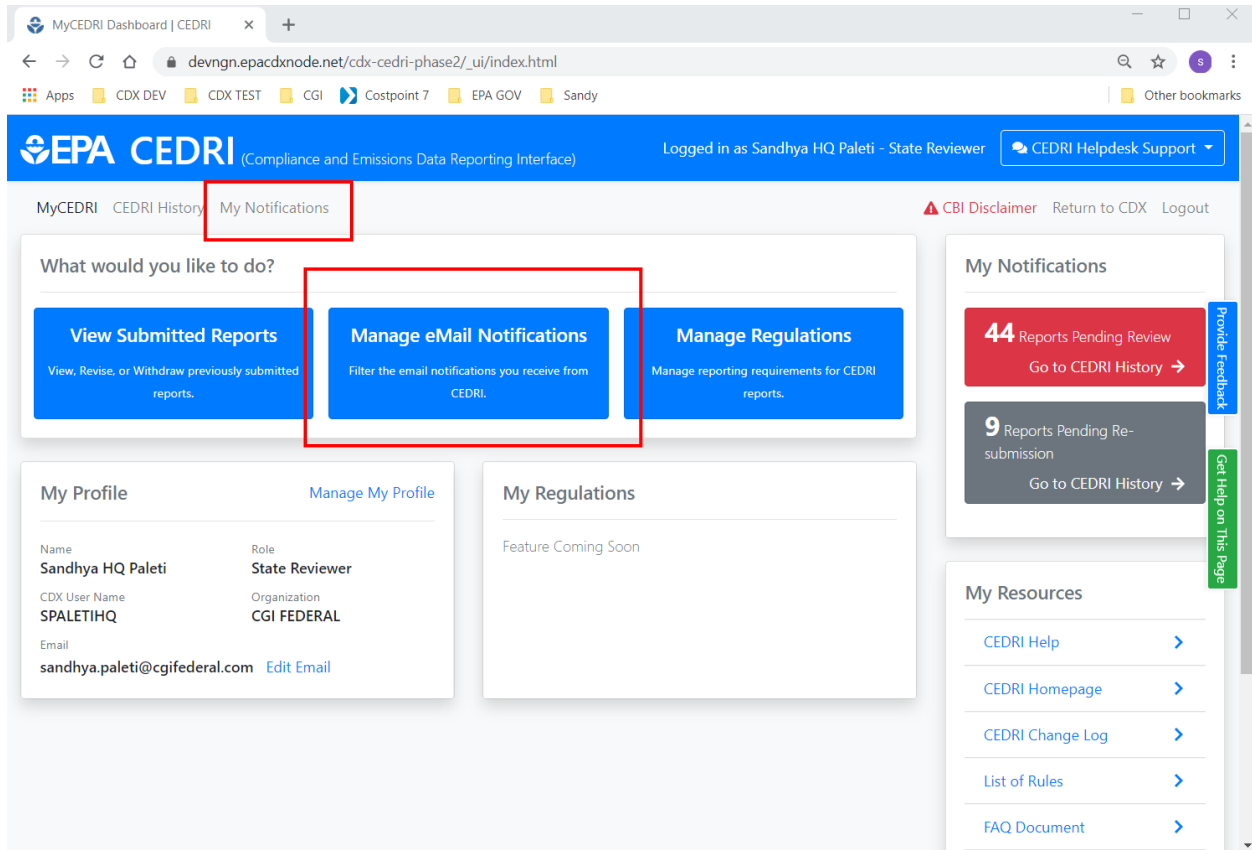 MyCEDRI Dashboard | CEDRI
devngn.epacdxnode.net/cdx-cedri-phase2/_ui/index.html
S
Apps CDX DEV CDX TEST CGI Costpoint 7 EPA GOV Sandy Other bookmarks
EPA CEDRI (Compliance and Emissions Data Reporting Interface) Logged in as Sandhya HQ Paleti - State Reviewer CEDRI Helpdesk Support
MyCEDRI CEDRI History My Notifications CBI Disclaimer Return to CDX Logout
What would you like to do?
View Submitted Reports
View, Revise, or Withdraw previously submitted
reports.
Manage eMail Notifications
Filter the email notifications you receive from
CEDRI.
Manage Regulations
Manage reporting requirements for CEDRI
reports.
My Notifications
44 Reports Pending Review
Go to CEDRI History
9 Reports Pending Re-
submission
Go to CEDRI History
Provide Feedback
Get Help on This Page
My Profile Manage My Profile
Name Role
Sandhya HQ Paleti State Reviewer
CDX User Name Organization
SPALETIHQ CGI FEDERAL
Email
sandhya.paleti@cgifederal.com Edit Email
My Regulations
Feature Coming Soon
My Resources
CEDRI Help
CEDRI Homepage
CEDRI Change Log
List of Rules
FAQ Document